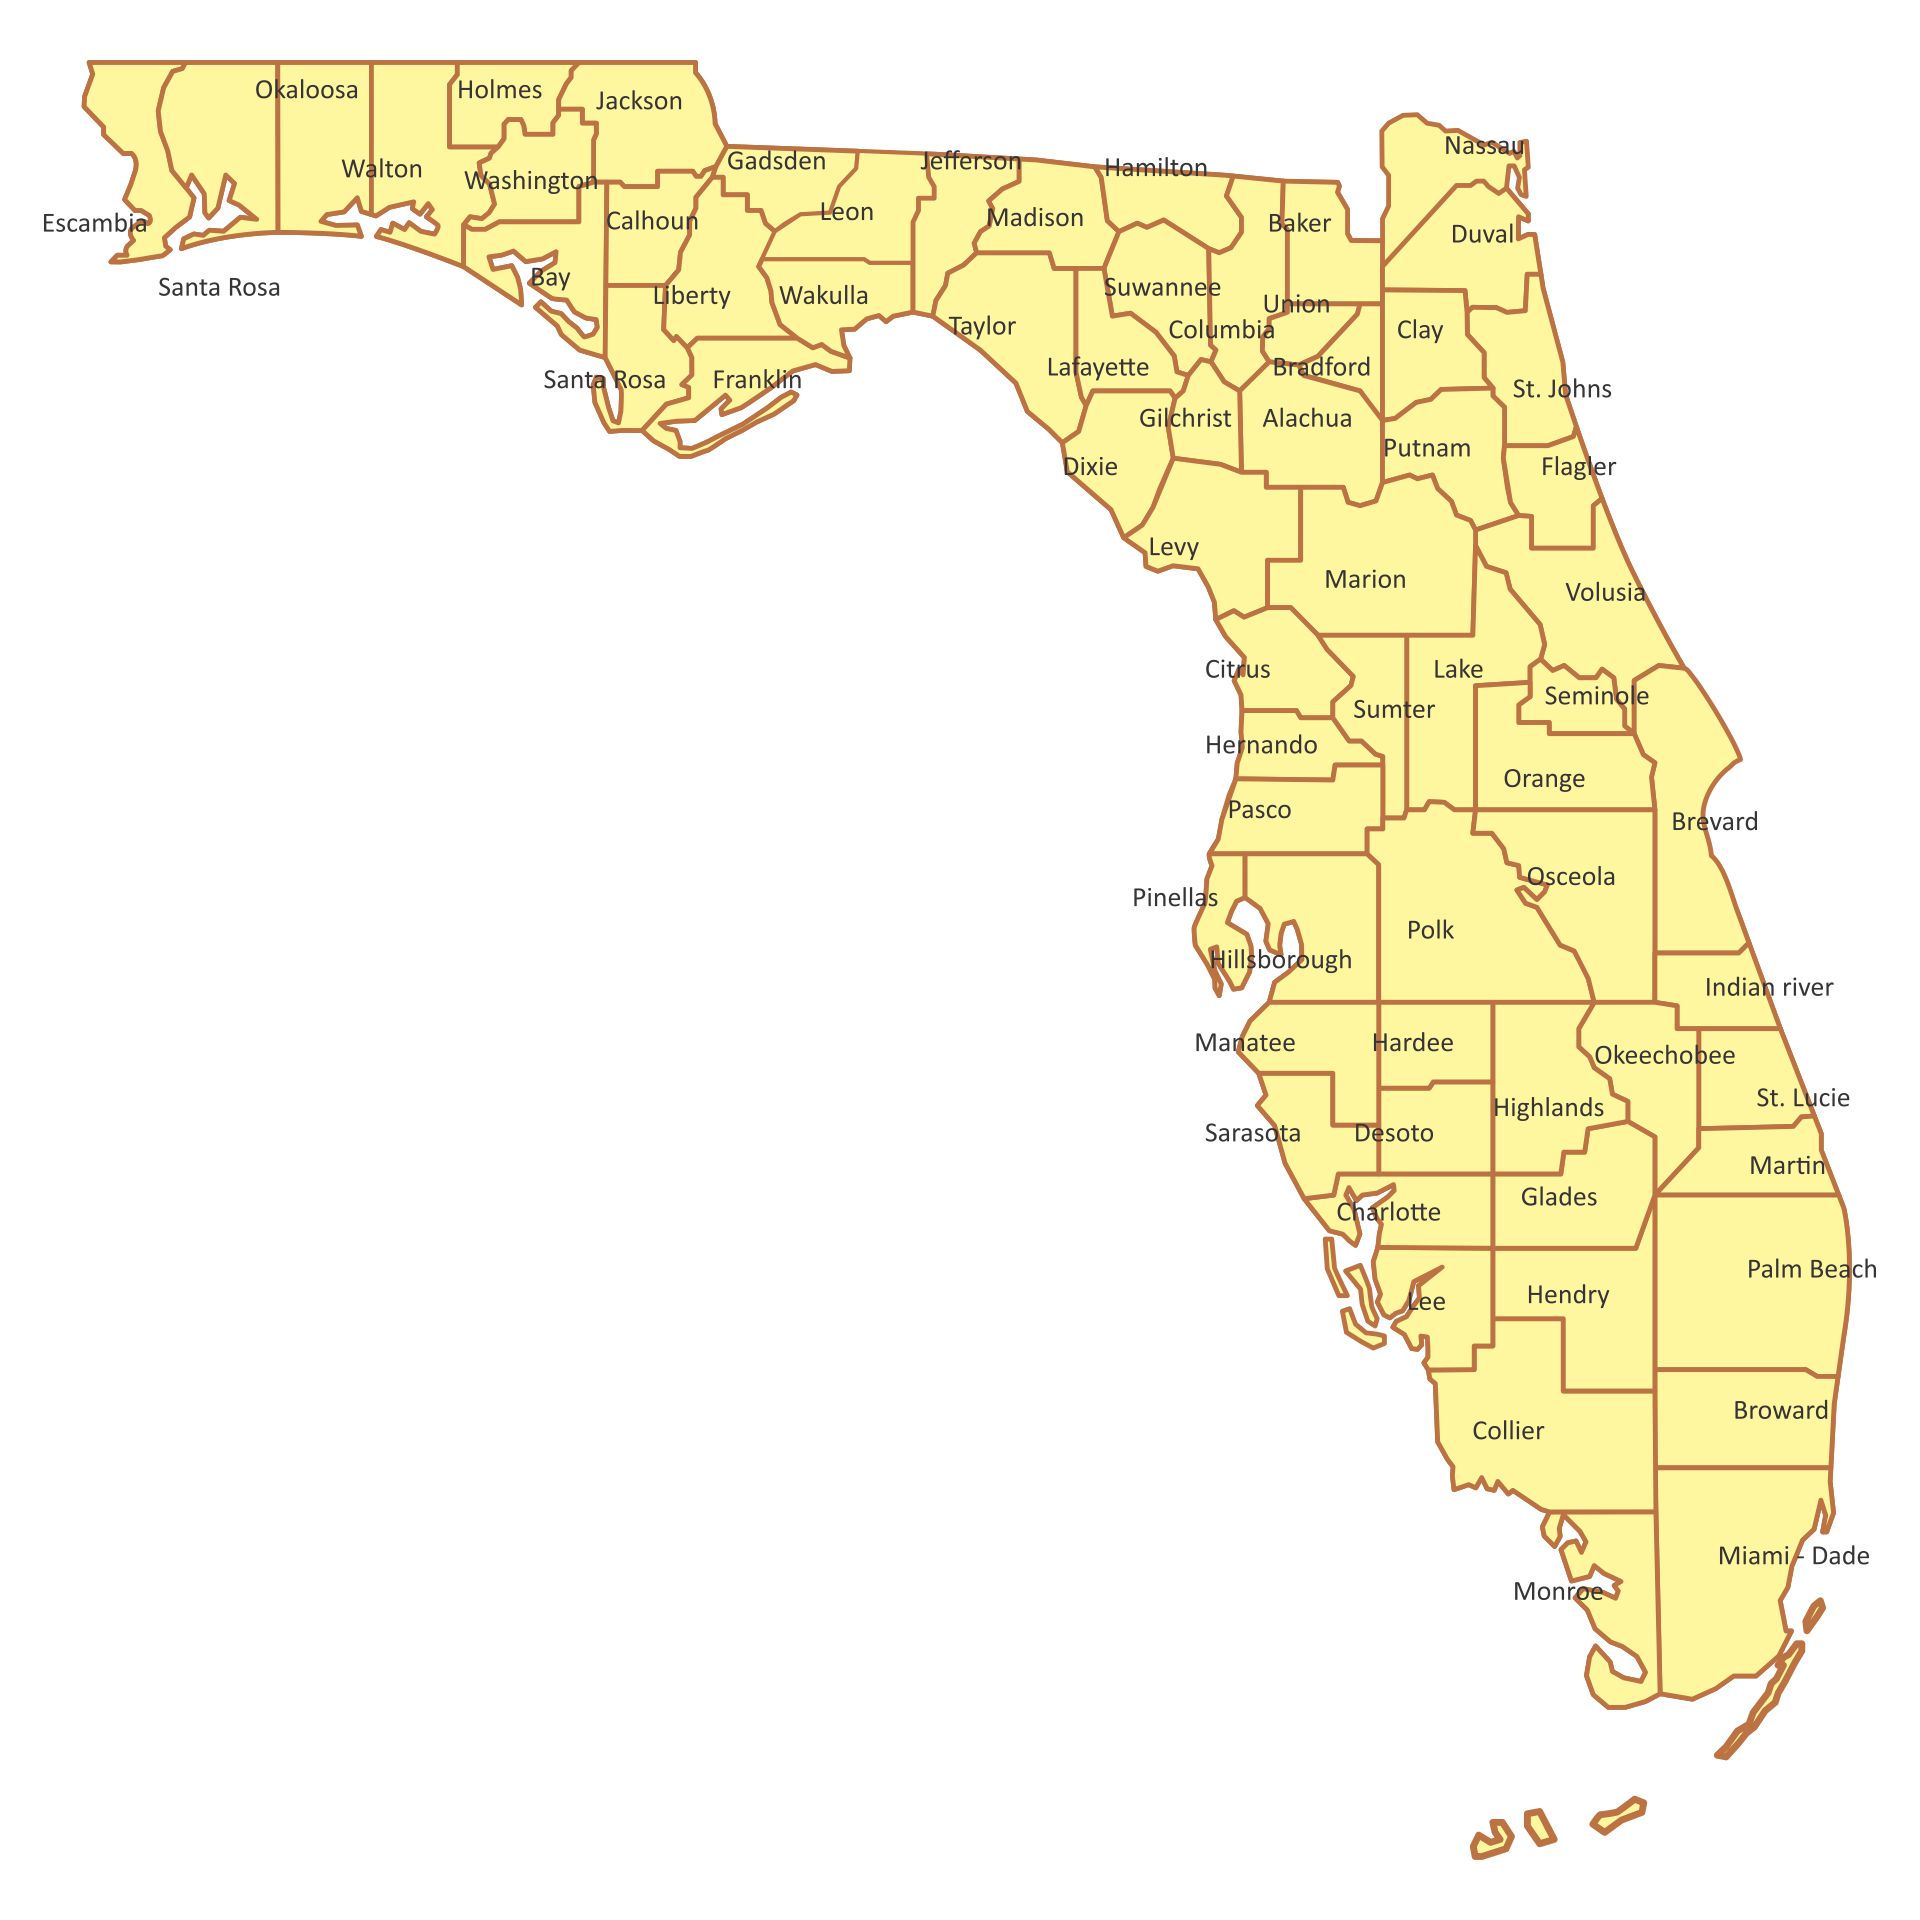 Okaloosa
Holmes
Jackson
Nassau
Gadsden
Jefferson
Hamilton
Walton
Washington
Leon
Madison
Escambia
Calhoun
Baker
Duval
Santa Rosa
Bay
Liberty
Wakulla
Suwannee
Union
Taylor
Columbia
Clay
Lafayette
Bradford
Santa Rosa
Franklin
St. Johns
Gilchrist
Alachua
Putnam
Dixie
Flagler
Levy
Marion
Volusia
Citrus
Lake
Seminole
Sumter
Hernando
Orange
Pasco
Brevard
Osceola
Pinellas
Polk
Hillsborough
Indian river
Manatee
Hardee
Okeechobee
St. Lucie
Highlands
Sarasota
Desoto
Martin
Glades
Charlotte
Palm Beach
Lee
Hendry
Broward
Collier
Miami - Dade
Monroe